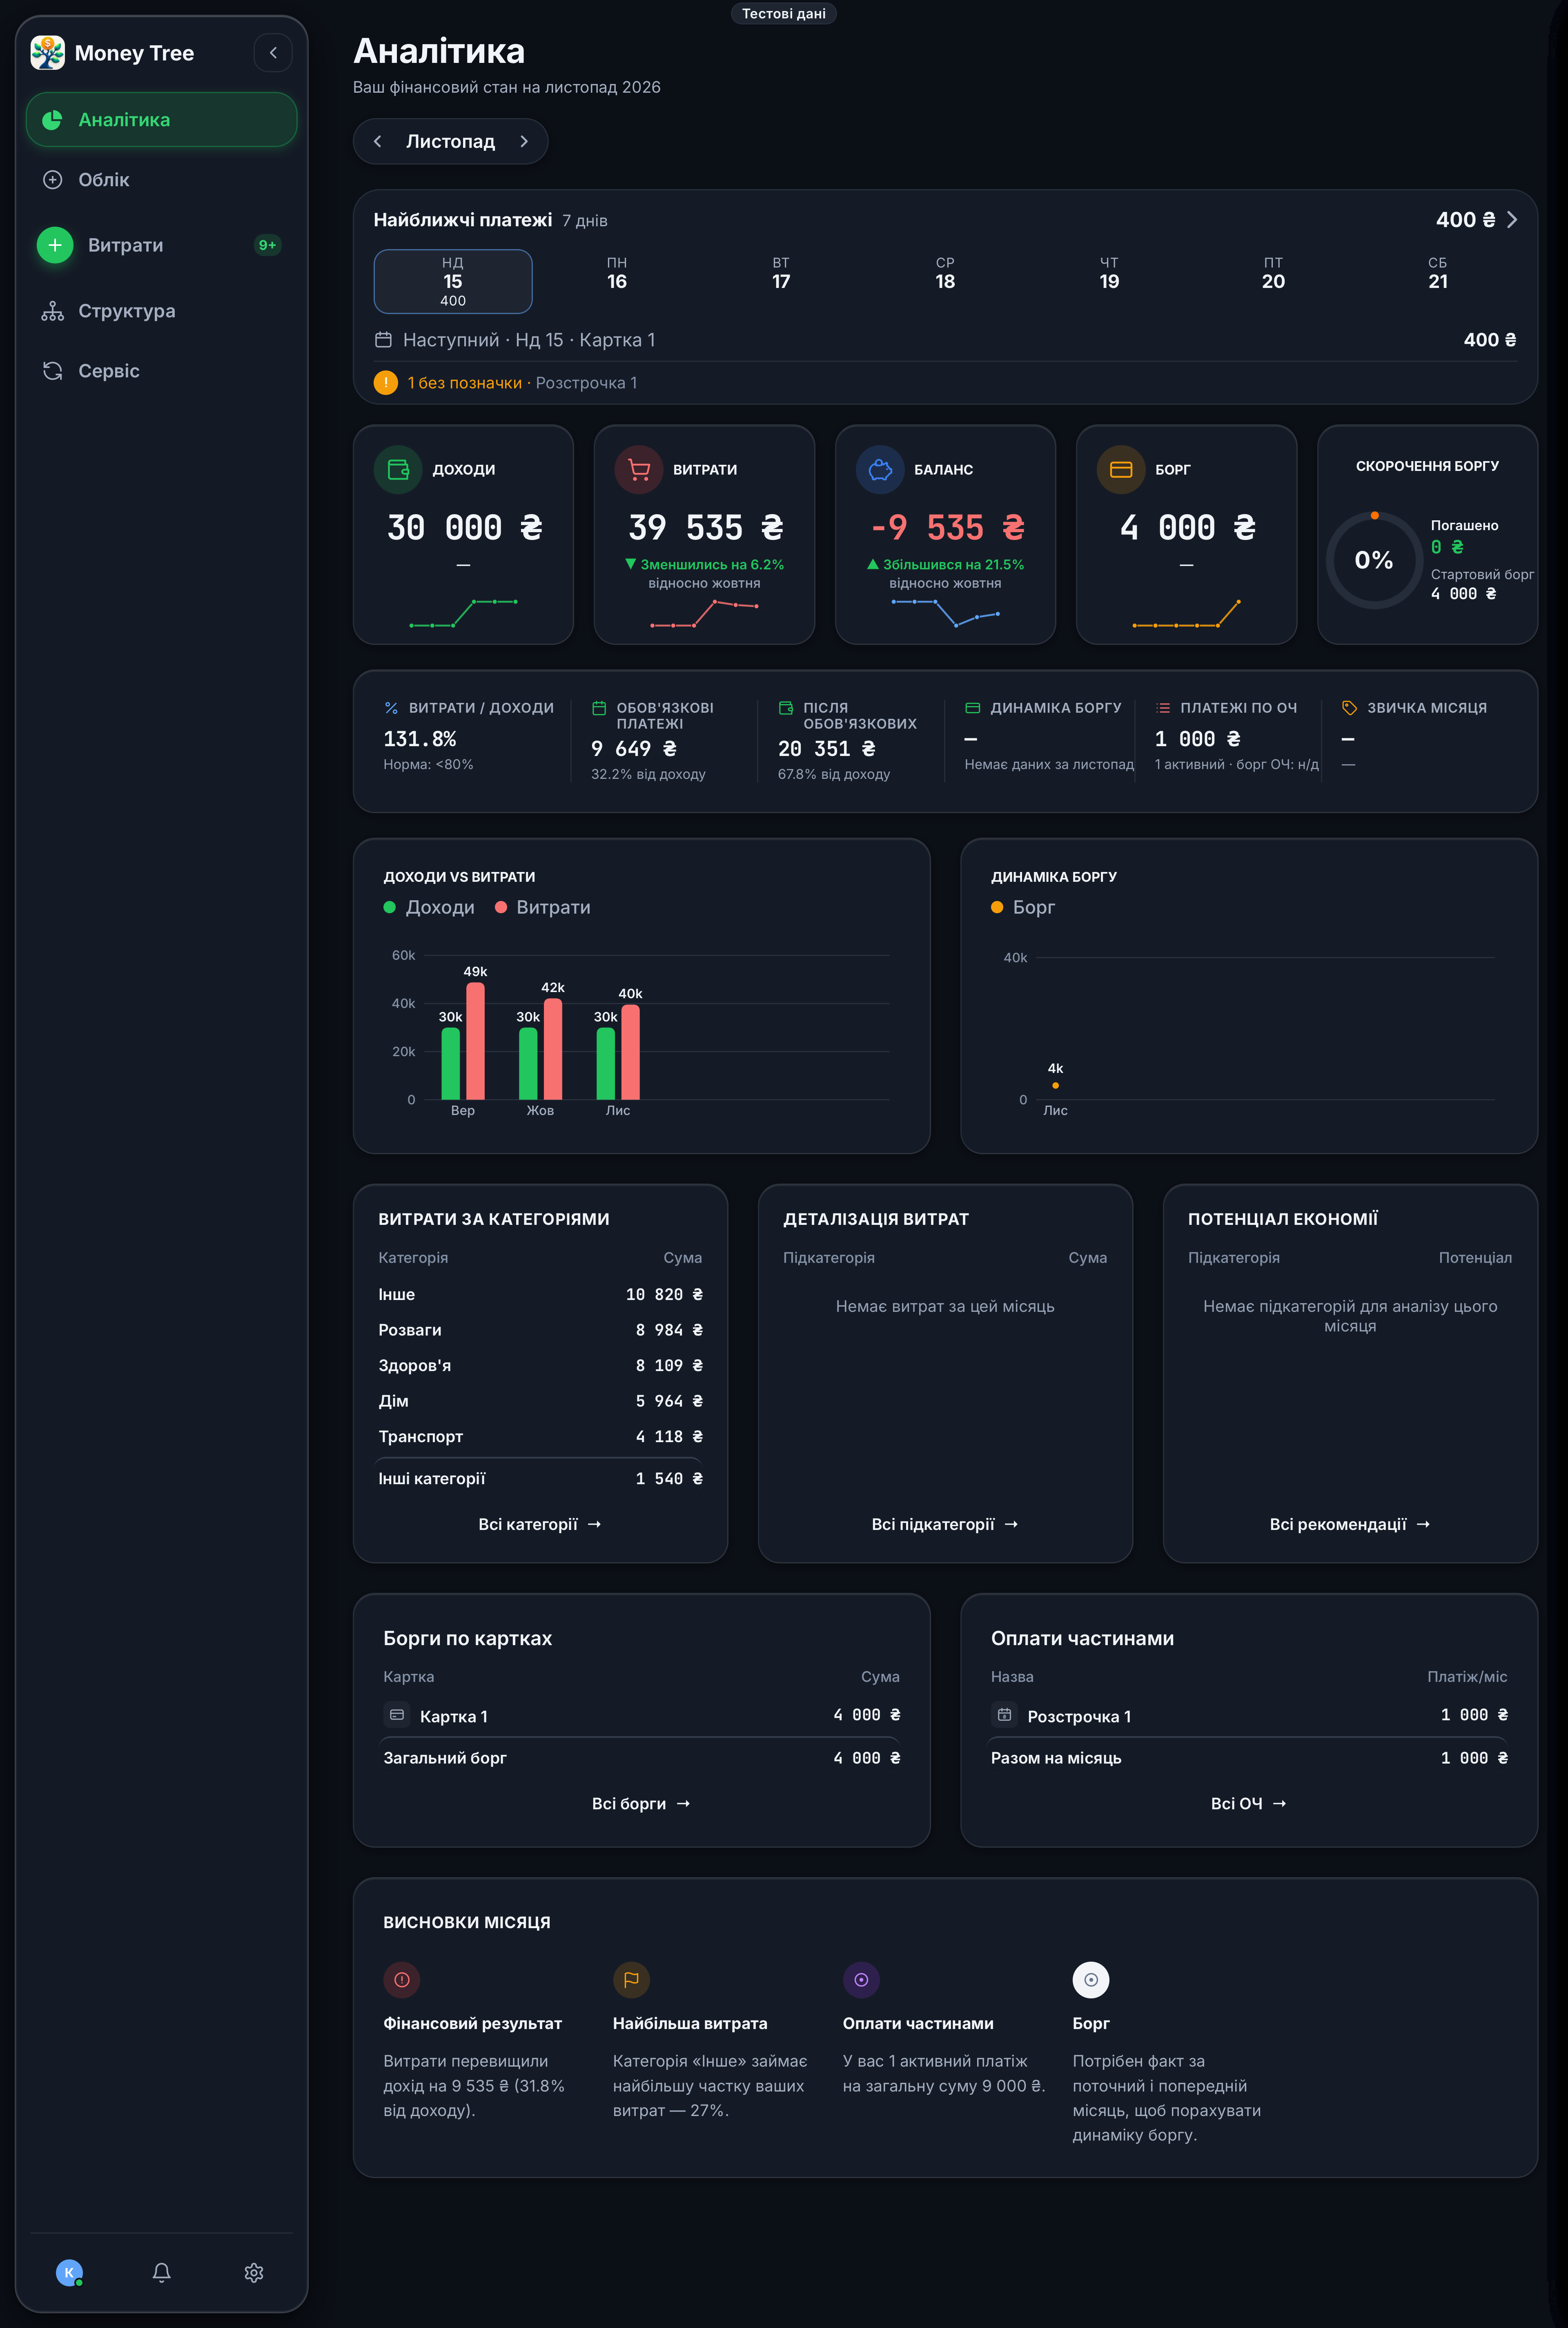 Тестові дані
Money Tree
Аналітика
Облік
Витрати 9+
Структура
Сервіс
K
Аналітика
Ваш фінансовий стан на листопад 2026
Листопад
Найближчі платежі 7 днів 400 ₴
НД ПН ВТ СР ЧТ ПТ СБ
15 16 17 18 19 20 21
400
Наступний · Нд 15 · Картка 1 400 ₴
! 1 без позначки · Розстрочка 1
ДОХОДИ
30 000 ₴
—
ВИТРАТИ
39 535 ₴
▼ Зменшились на 6.2%
відносно жовтня
БАЛАНС
-9 535 ₴
▲ Збільшився на 21.5%
відносно жовтня
БОРГ
4 000 ₴
—
СКОРОЧЕННЯ БОРГУ
0%
Погашено
0 ₴
Стартовий борг
4 000 ₴
ВИТРАТИ / ДОХОДИ
131.8%
Норма: <80%
ОБОВ'ЯЗКОВІ
ПЛАТЕЖІ
9 649 ₴
32.2% від доходу
ПІСЛЯ
ОБОВ'ЯЗКОВИХ
20 351 ₴
67.8% від доходу
ДИНАМІКА БОРГУ
—
Немає даних за листопад
ПЛАТЕЖІ ПО ОЧ
1 000 ₴
1 активний · борг ОЧ: н/д
ЗВИЧКА МІСЯЦЯ
—
—
ДОХОДИ VS ВИТРАТИ
Доходи Витрати
60k
40k
20k
0
30k 49k
30k 42k
30k 40k
Вер Жов Лис
ДИНАМІКА БОРГУ
Борг
40k
4k
0
Лис
ВИТРАТИ ЗА КАТЕГОРІЯМИ
Категорія Сума
Інше 10 820 ₴
Розваги 8 984 ₴
Здоров'я 8 109 ₴
Дім 5 964 ₴
Транспорт 4 118 ₴
Інші категорії 1 540 ₴
Всі категорії →
ДЕТАЛІЗАЦІЯ ВИТРАТ
Підкатегорія Сума
Немає витрат за цей місяць
Всі підкатегорії →
ПОТЕНЦІАЛ ЕКОНОМІЇ
Підкатегорія Потенціал
Немає підкатегорій для аналізу цього
місяця
Всі рекомендації →
Борги по картках
Картка Сума
Картка 1 4 000 ₴
Загальний борг 4 000 ₴
Всі борги →
Оплати частинами
Назва Платіж/міс
Розстрочка 1 1 000 ₴
Разом на місяць 1 000 ₴
Всі ОЧ →
ВИСНОВКИ МІСЯЦЯ
Фінансовий результат
Витрати перевищили
дохід на 9 535 ₴ (31.8%
від доходу).
Найбільша витрата
Категорія «Інше» займає
найбільшу частку ваших
витрат — 27%.
Оплати частинами
У вас 1 активний платіж
на загальну суму 9 000 ₴.
Борг
Потрібен факт за
поточний і попередній
місяць, щоб порахувати
динаміку боргу.